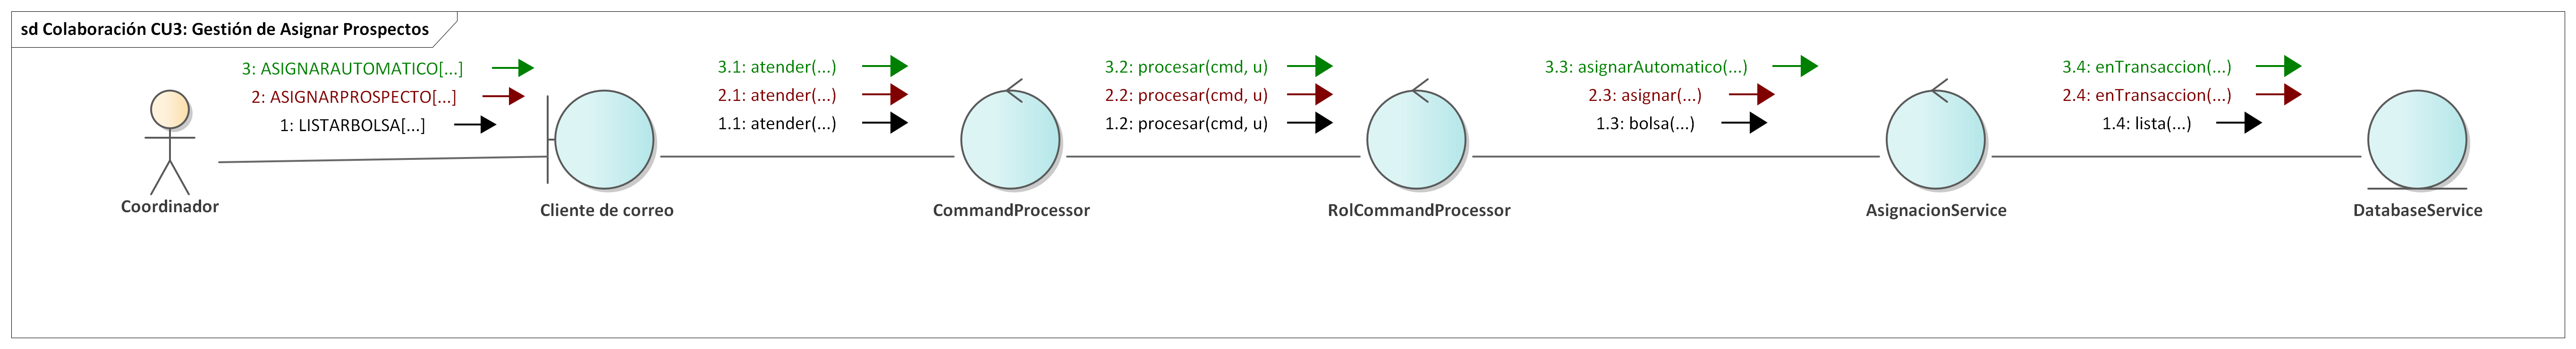 sd Colaboración CU3: Gestión de Asignar Prospectos
3: ASIGNARAUTOMATICO[...]
2: ASIGNARPROSPECTO[...]
1: LISTARBOLSA[...]
3.1: atender(...)
2.1: atender(...)
1.1: atender(...)
3.2: procesar(cmd, u)
2.2: procesar(cmd, u)
1.2: procesar(cmd, u)
3.3: asignarAutomatico(...)
2.3: asignar(...)
1.3: bolsa(...)
3.4: enTransaccion(...)
2.4: enTransaccion(...)
1.4: lista(...)
Coordinador
Cliente de correo
CommandProcessor
RolCommandProcessor
AsignacionService
DatabaseService